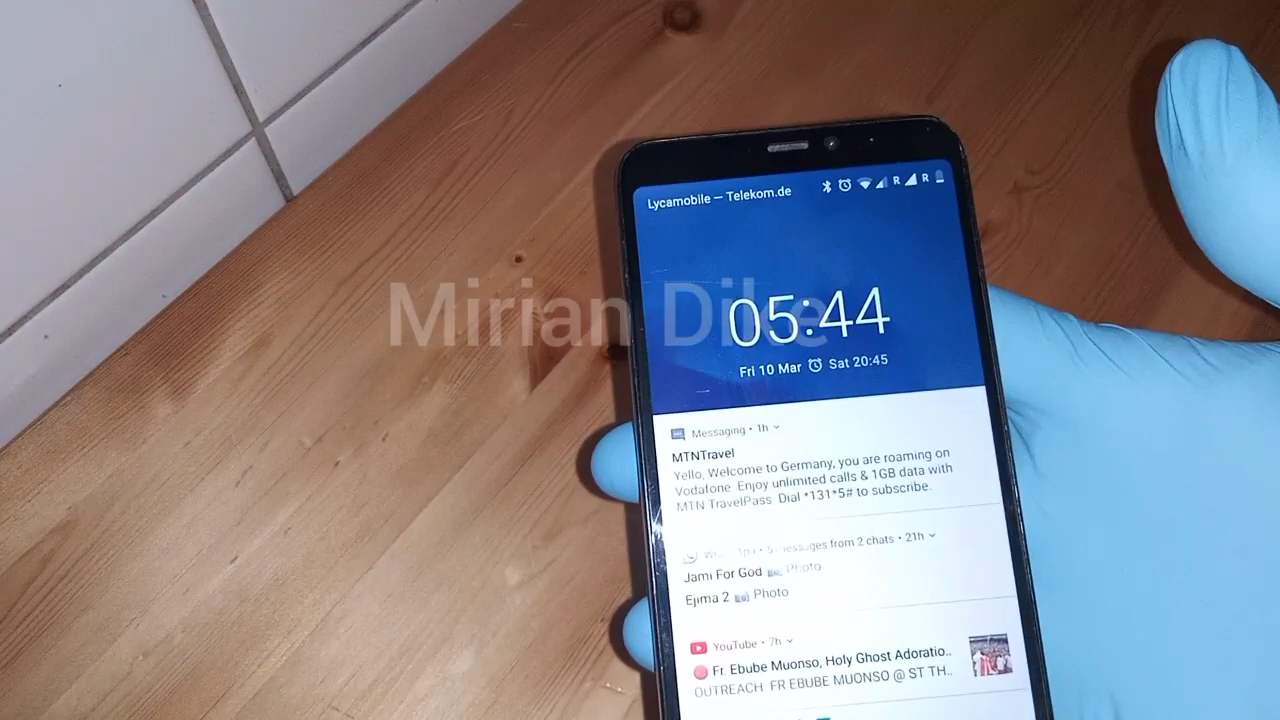 Lycamobile — Telekom.de
R R
Mirian Dike
05:44
Fri 10 Mar Sat 20:45
Messaging • 1h
MTNTravel
Yello, Welcome to Germany, you are roaming on
Vodafone Enjoy unlimited calls & 1GB data with
MTN TravelPass Dial *131*5# to subscribe.
messages from 2 chats • 21h
Jami For God Photo
Ejima 2 Photo
YouTube • 7h
Fr. Ebube Muonso, Holy Ghost Adoratio..
OUTREACH FR EBUBE MUONSO @ ST TH..